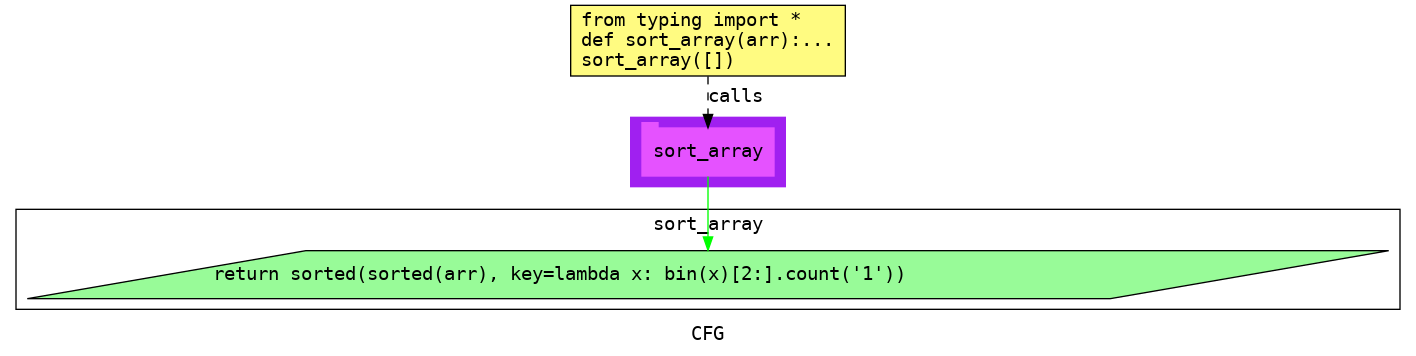 from typing import *
def sort_array(arr):...
sort_array([])
calls
sort_array
sort_array
return sorted(sorted(arr), key=lambda x: bin(x)[2:].count('1'))
CFG